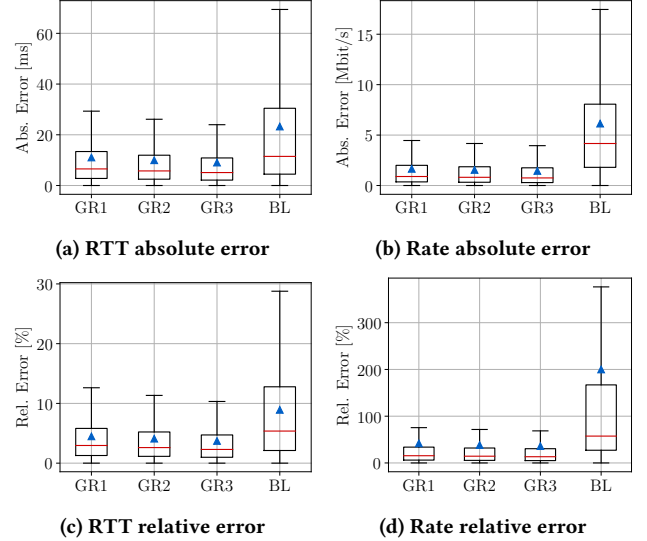 60
40
20
0
Abs. Error [ms]
GR1 GR2 GR3 BL
(a) RTT absolute error
15
10
5
0
Abs. Error [Mbit/s]
GR1 GR2 GR3 BL
(b) Rate absolute error
30
20
10
0
Rel. Error [%]
GR1 GR2 GR3 BL
(c) RTT relative error
300
200
100
0
Rel. Error [%]
GR1 GR2 GR3 BL
(d) Rate relative error